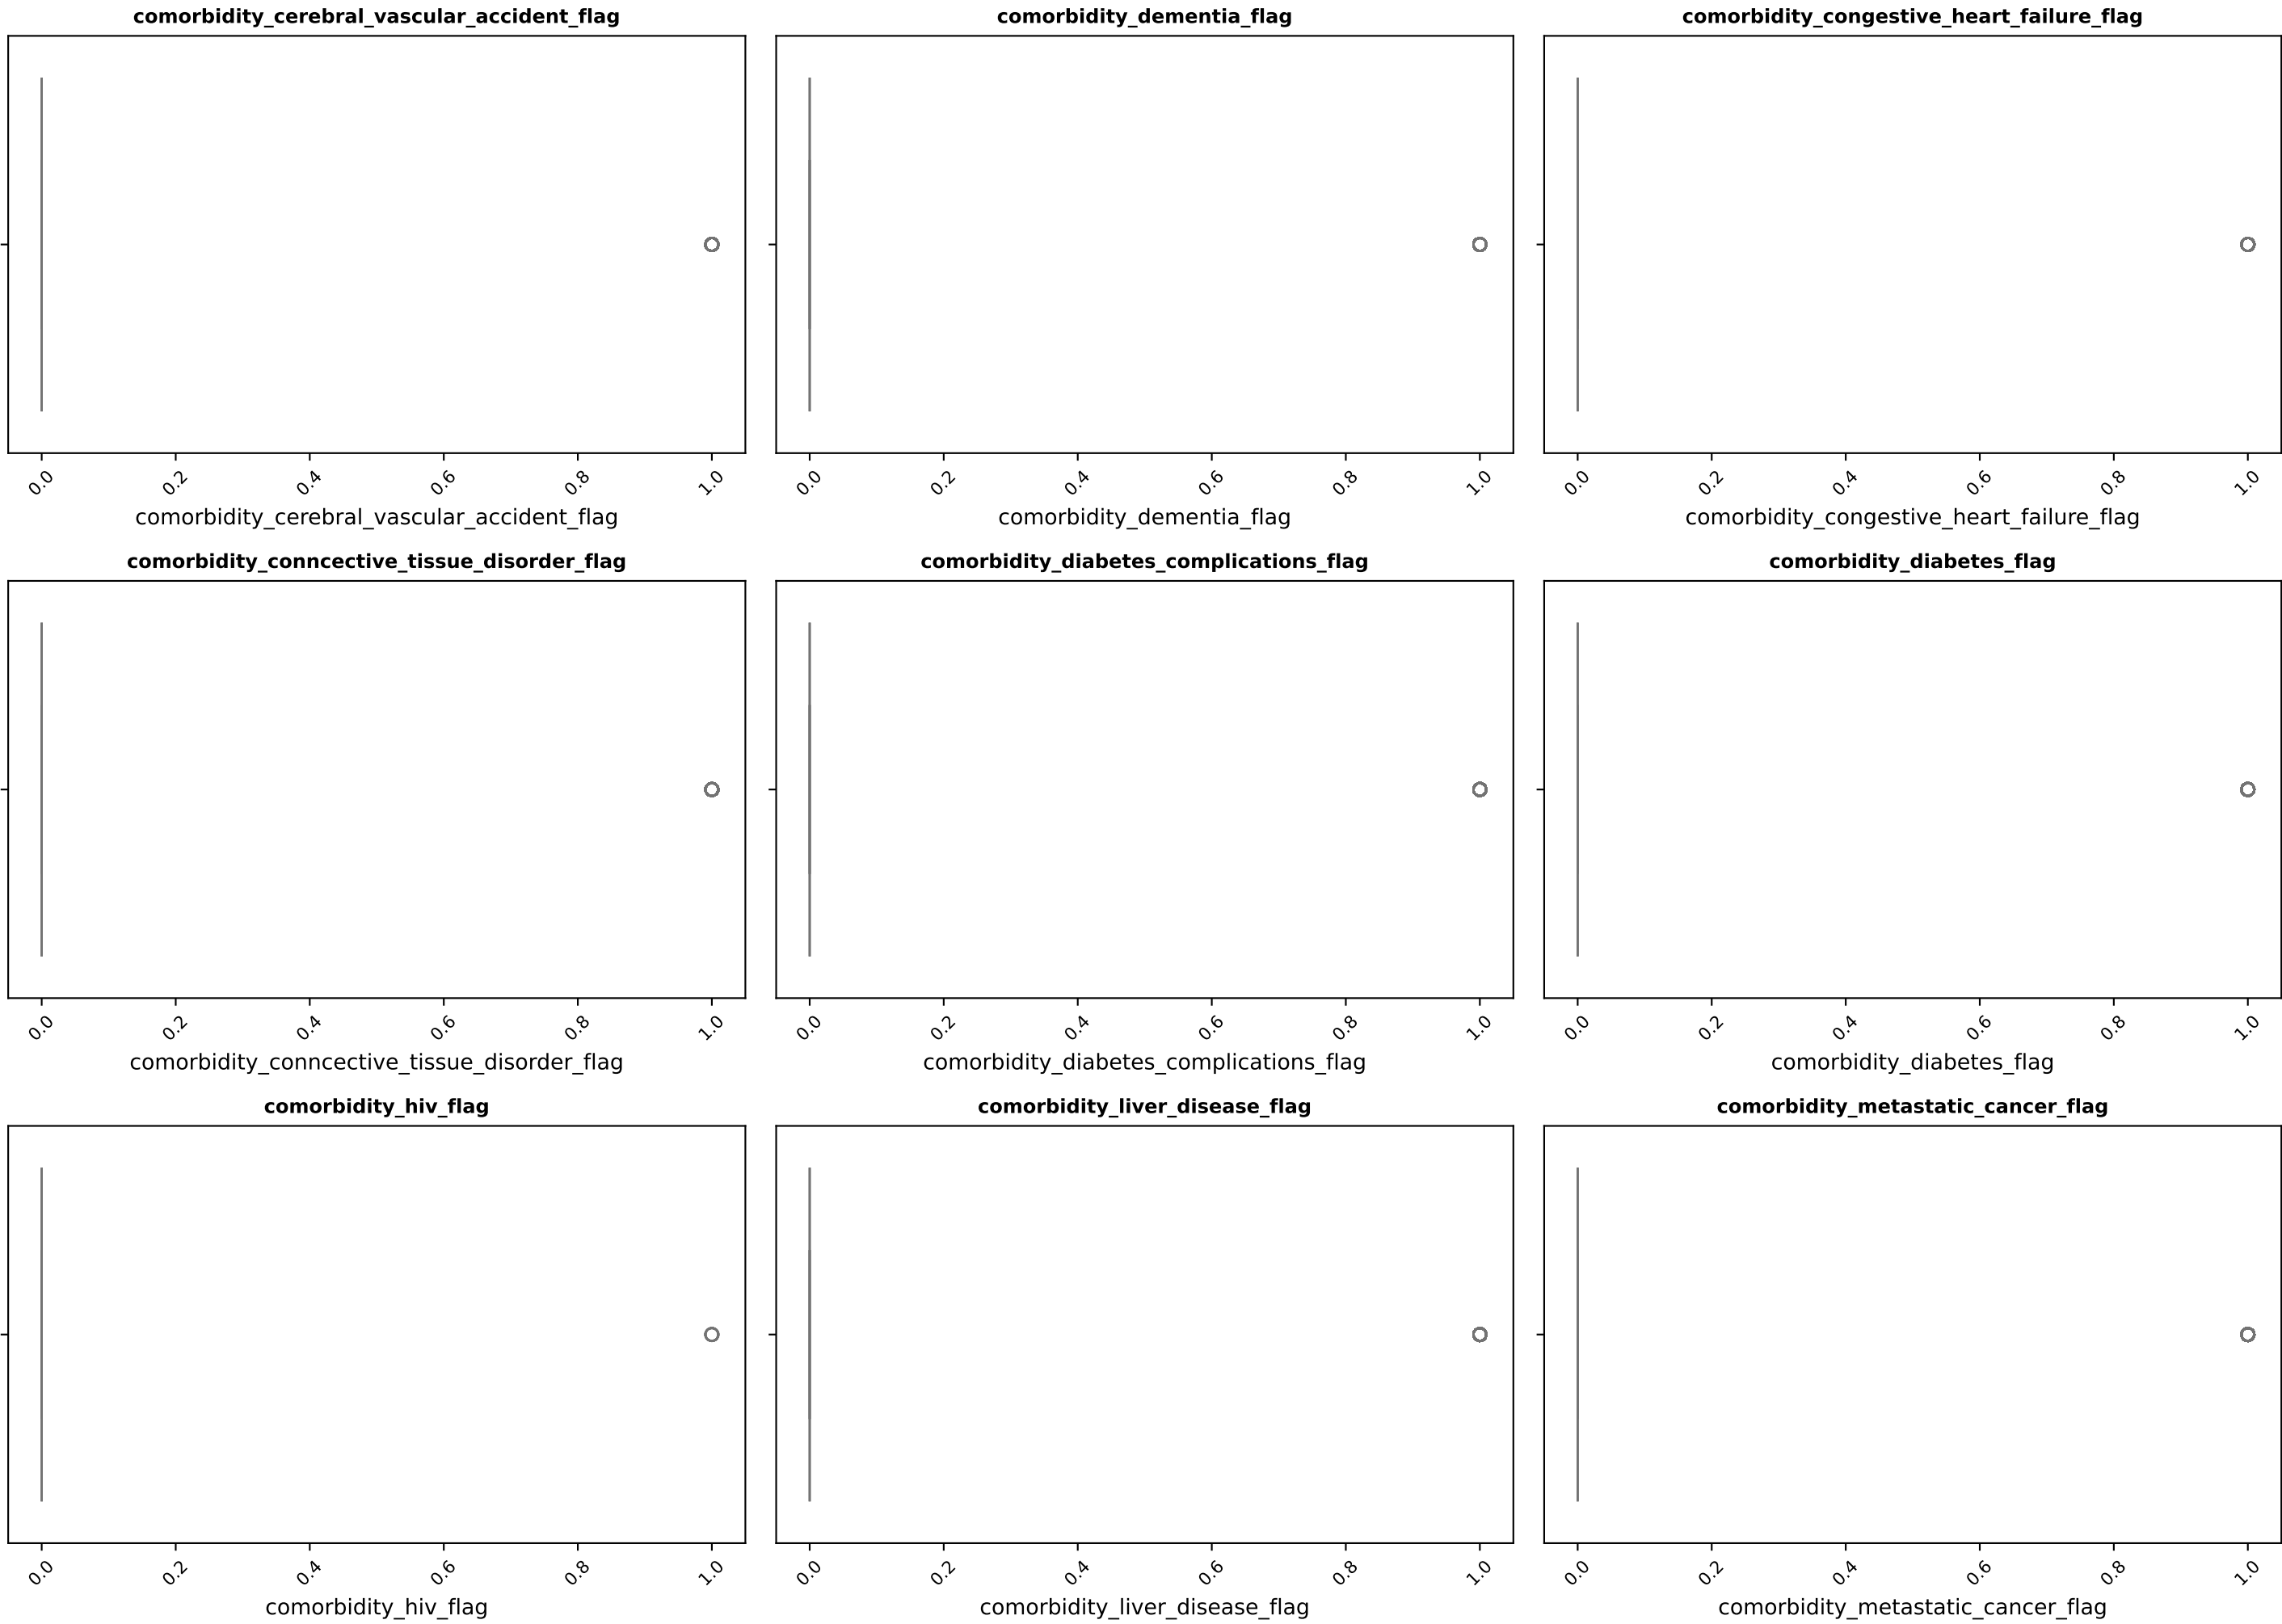 comorbidity_cerebral_vascular_accident_flag
comorbidity_dementia_flag
comorbidity_congestive_heart_failure_flag
0.0 0.2 0.4 0.6 0.8 1.0
0.0 0.2 0.4 0.6 0.8 1.0
0.0 0.2 0.4 0.6 0.8 1.0
comorbidity_cerebral_vascular_accident_flag
comorbidity_dementia_flag
comorbidity_congestive_heart_failure_flag
comorbidity_conncective_tissue_disorder_flag
comorbidity_diabetes_complications_flag
comorbidity_diabetes_flag
0.0 0.2 0.4 0.6 0.8 1.0
0.0 0.2 0.4 0.6 0.8 1.0
0.0 0.2 0.4 0.6 0.8 1.0
comorbidity_conncective_tissue_disorder_flag
comorbidity_diabetes_complications_flag
comorbidity_diabetes_flag
comorbidity_hiv_flag
comorbidity_liver_disease_flag
comorbidity_metastatic_cancer_flag
0.0 0.2 0.4 0.6 0.8 1.0
0.0 0.2 0.4 0.6 0.8 1.0
0.0 0.2 0.4 0.6 0.8 1.0
comorbidity_hiv_flag
comorbidity_liver_disease_flag
comorbidity_metastatic_cancer_flag